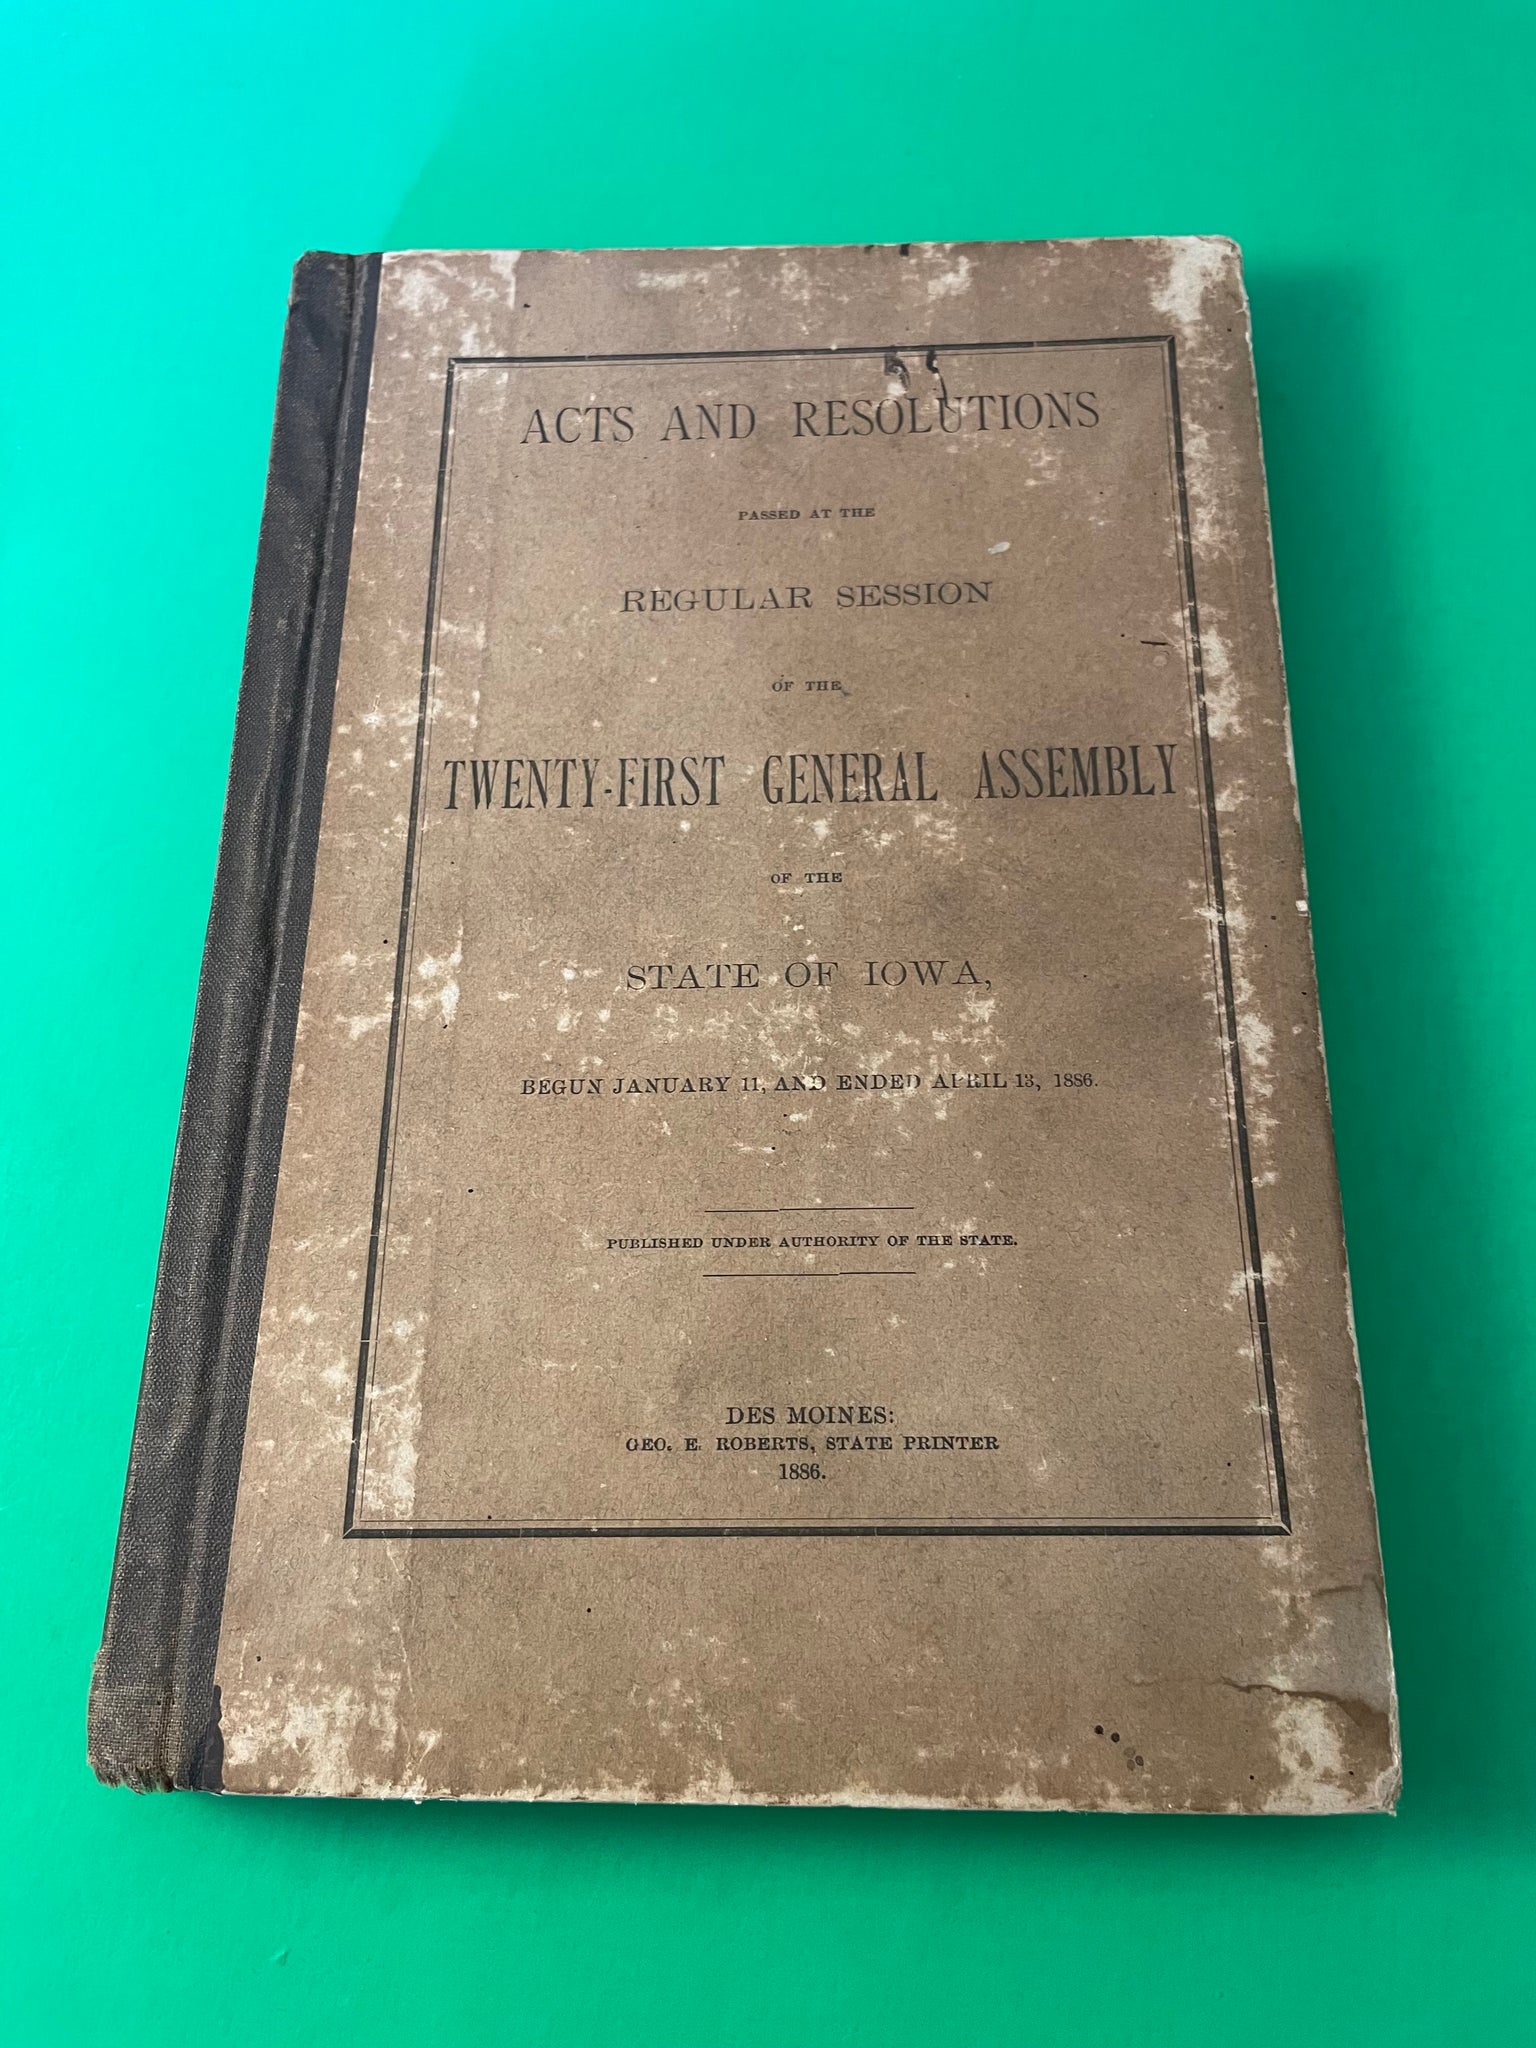 ACTS AND RESOLUTIONS
PASSED AT THE
REGULAR SESSION
OF THE
TWENTY-FIRST GENERAL ASSEMBLY
OF THE
STATE OF IOWA,
BEGUN JANUARY 11, AND ENDED APRIL 13, 1886.
PUBLISHED UNDER AUTHORITY OF THE STATE.
DES MOINES:
GEO. E. ROBERTS, STATE PRINTER
1886.